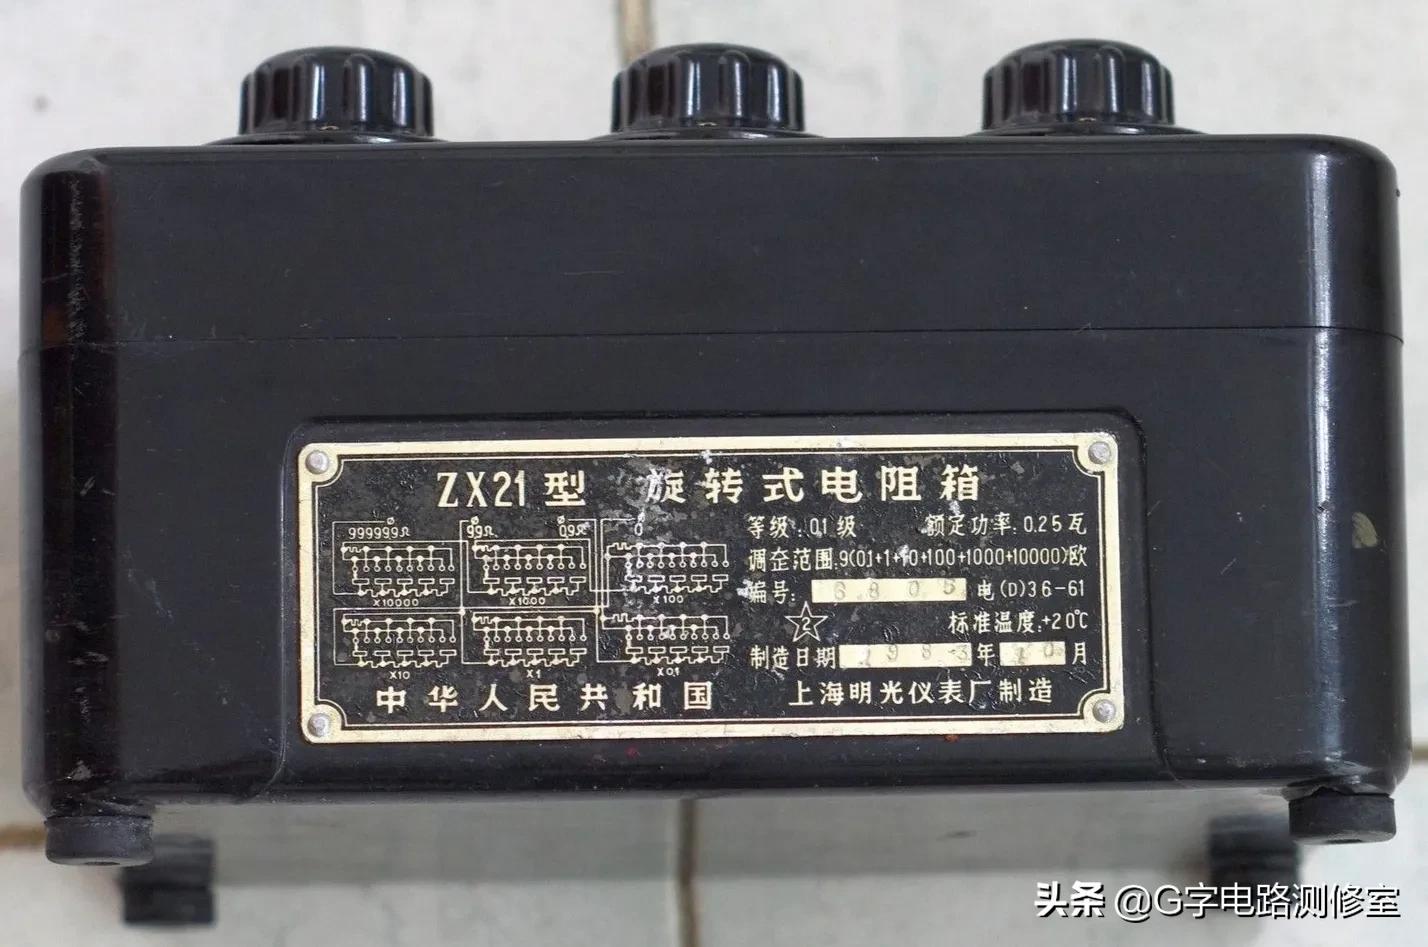 ZX21型 旋转式电阻箱
99999.9Ω 99Ω 0.9Ω 0
X10000 X1000 X100
X10 X1 X0.1
等级:0.1级 额定功率:0.25瓦
调正范围:9(0.1+1+10+100+1000+10000)欧
编号: 6805 电(D)36-61
2
标准温度:+20℃
制造日期 1983年10月
中华人民共和国 上海明光仪表厂制造
头条 @G字电路测修室